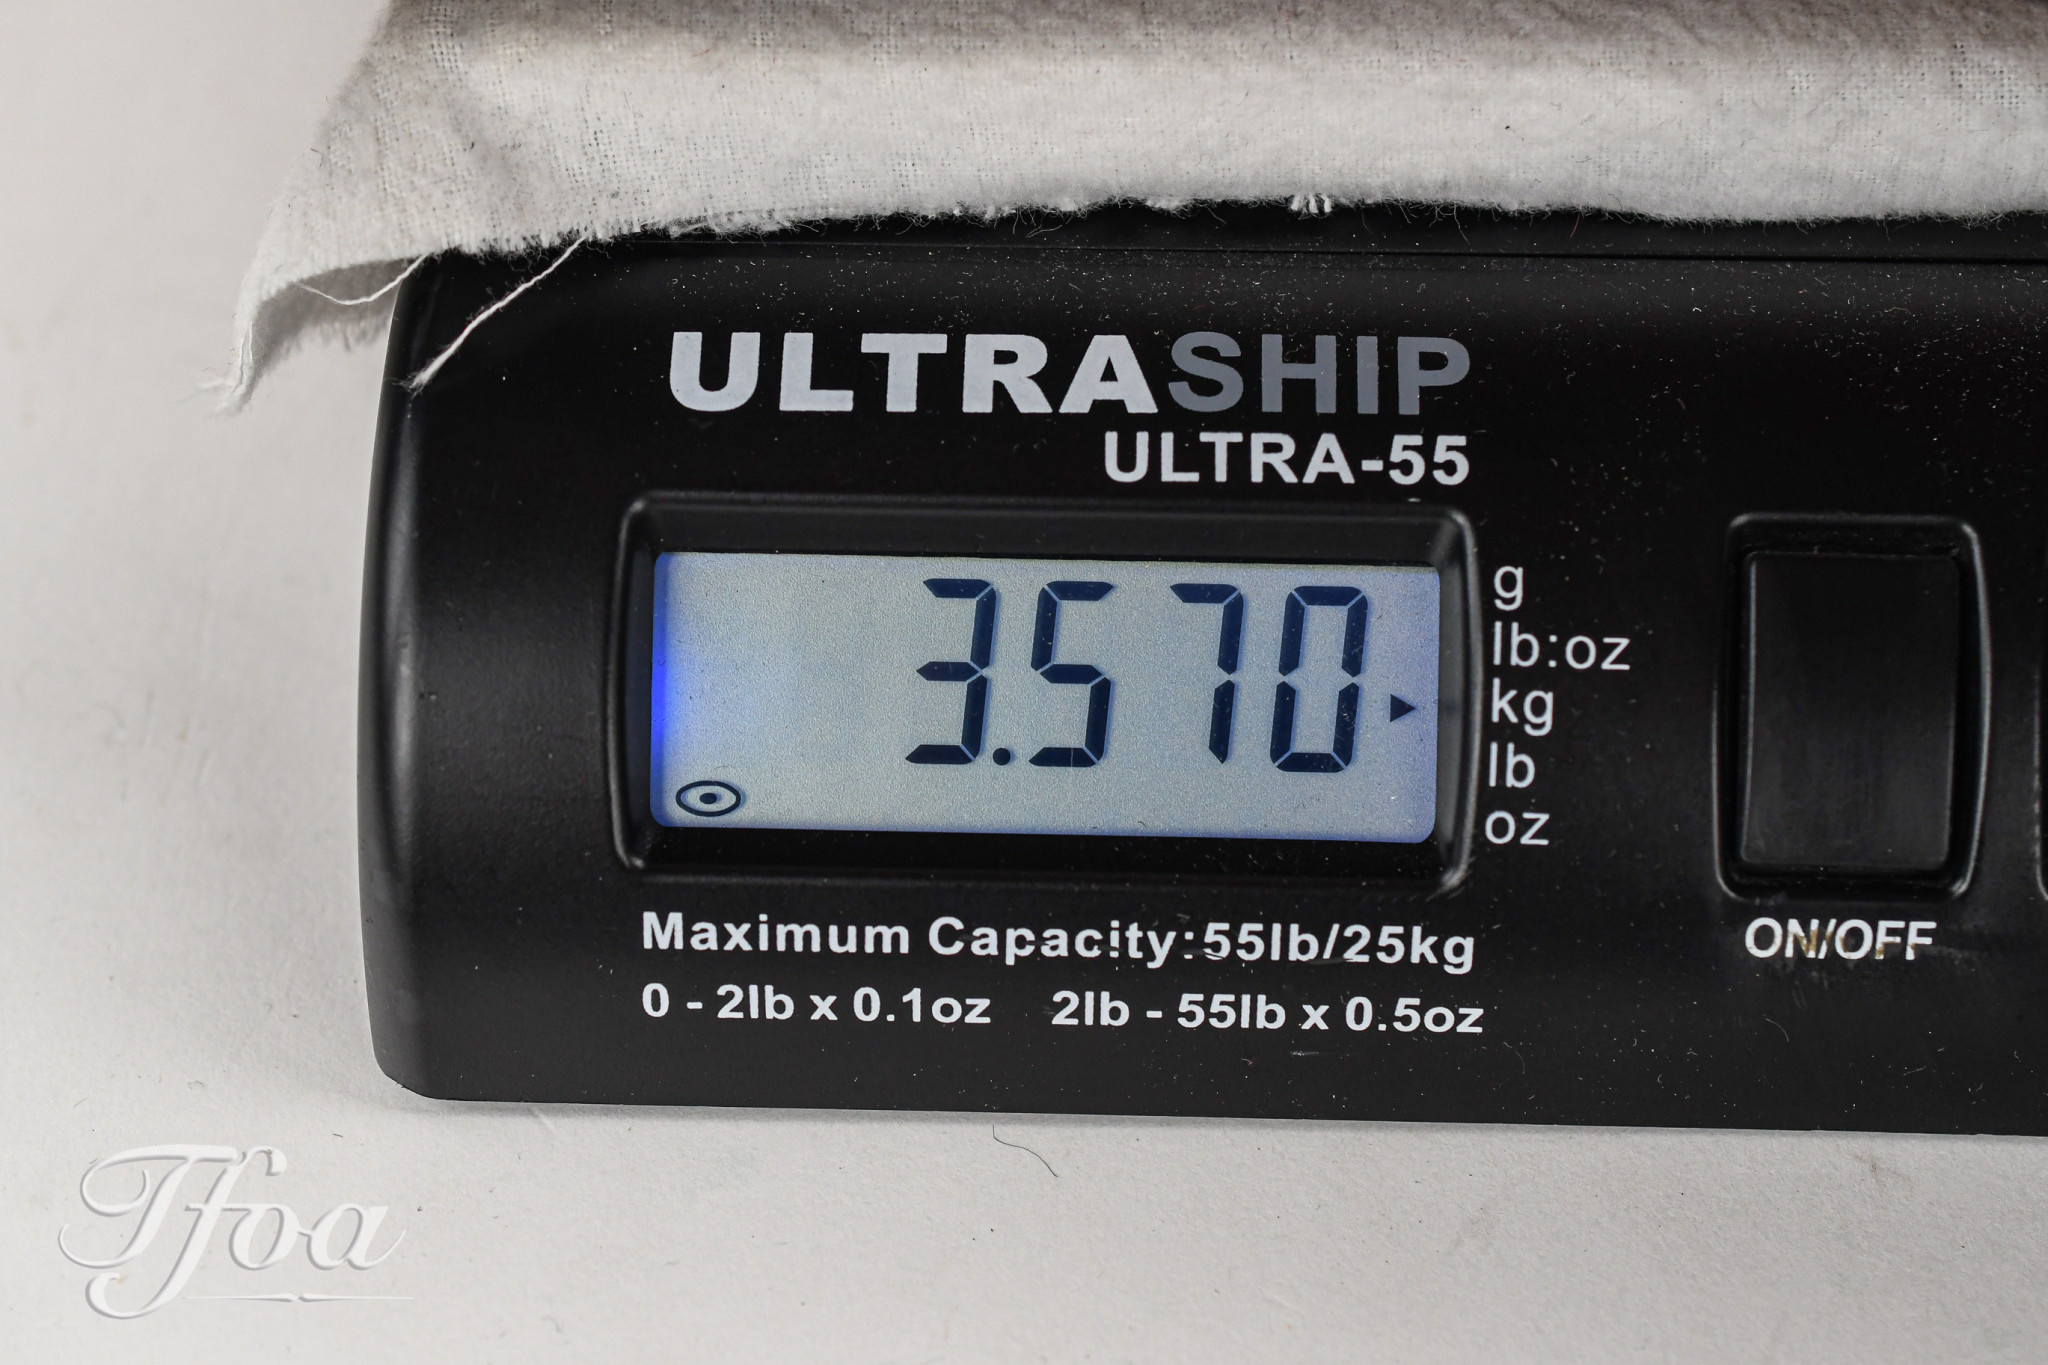 ULTRASHIP
ULTRA-55
3.570
g
lb:oz
kg
lb
oz
ON/OFF
Maximum Capacity:55lb/25kg
0 - 2lb x 0.1oz 2lb - 55lb x 0.5oz
Tfoa